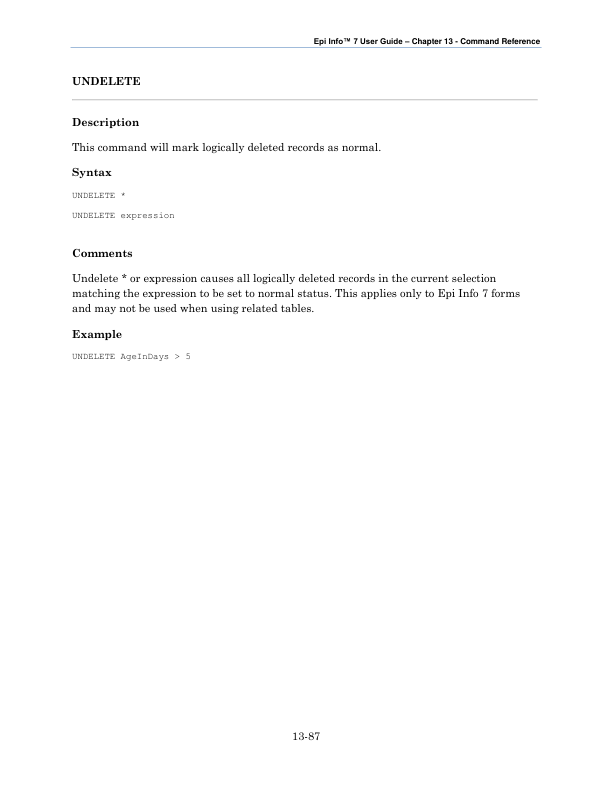 Epi Info™ 7 User Guide – Chapter 13 - Command Reference
UNDELETE
Description
This command will mark logically deleted records as normal.
Syntax
UNDELETE *
UNDELETE expression
Comments
Undelete * or expression causes all logically deleted records in the current selection
matching the expression to be set to normal status. This applies only to Epi Info 7 forms
and may not be used when using related tables.
Example
UNDELETE AgeInDays > 5
13-87